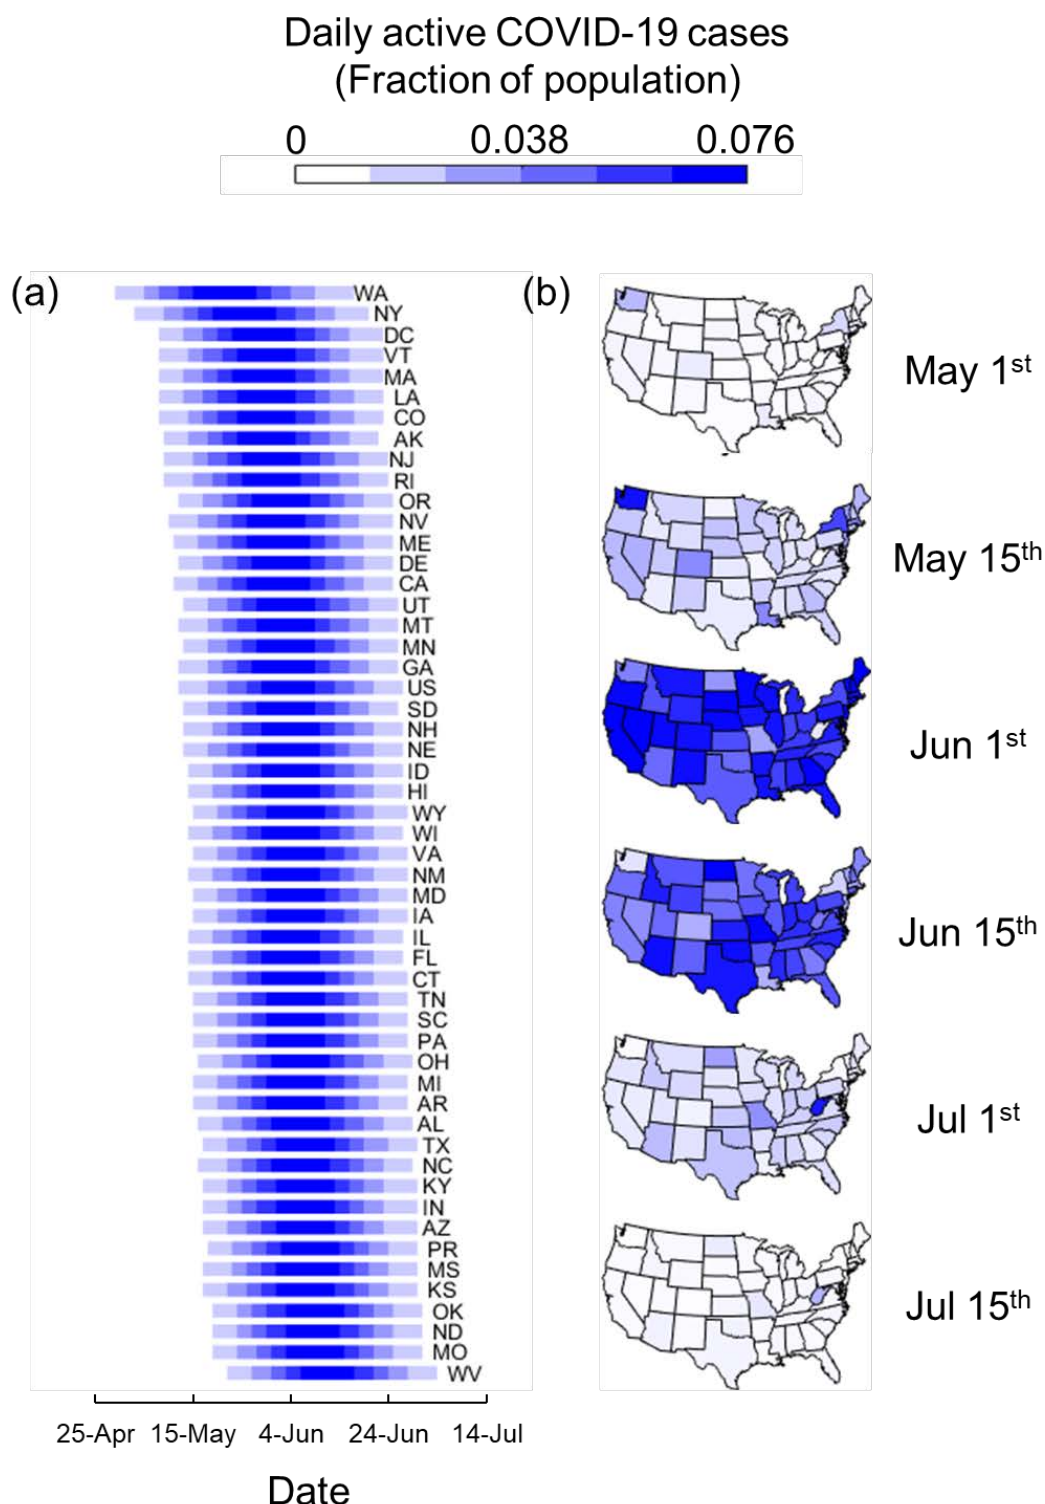 Daily active COVID-19 cases
(Fraction of population)
0 0.038 0.076
(a)
WA
NY
DC
VT
MA
LA
CO
AK
NJ
RI
OR
NV
ME
DE
CA
UT
MT
MN
GA
US
SD
NH
NE
ID
HI
WY
WI
VA
NM
MD
IA
IL
FL
CT
TN
SC
PA
OH
MI
AR
AL
TX
NC
KY
IN
AZ
PR
MS
KS
OK
ND
MO
WV
25-Apr 15-May 4-Jun 24-Jun 14-Jul
Date
(b)
May 1st
May 15th
Jun 1st
Jun 15th
Jul 1st
Jul 15th